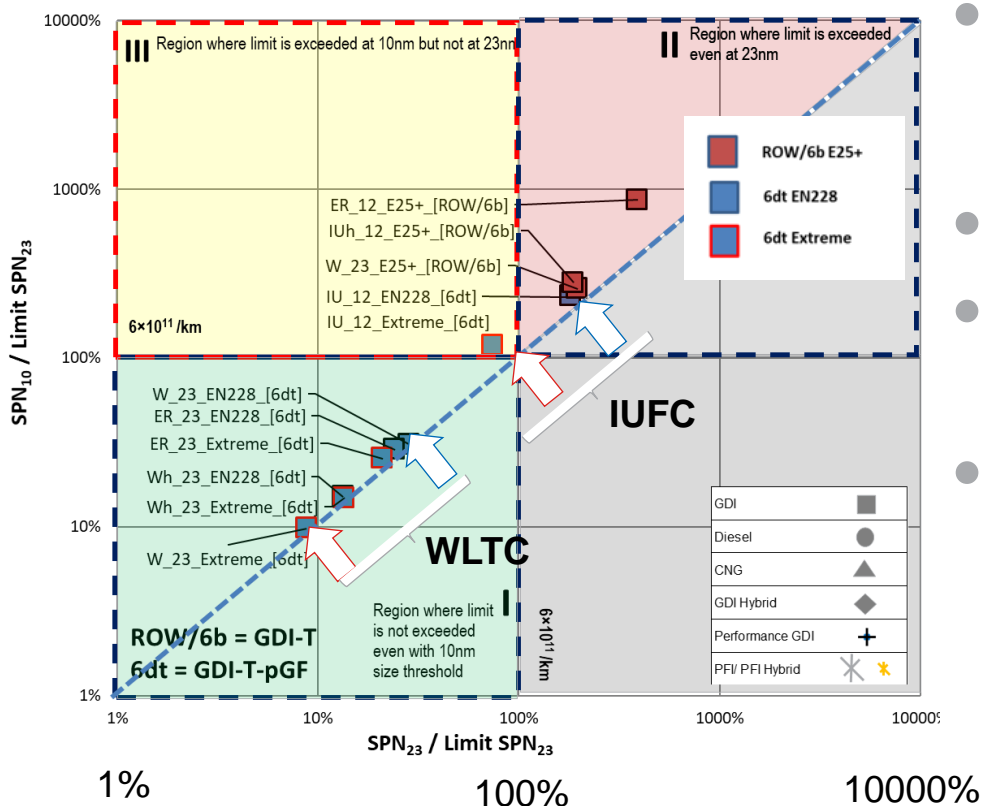 10000%
1000%
100%
10%
1%
SPN10 / Limit SPN23
III Region where limit is exceeded at 10nm but not at 23nm
II Region where limit is exceeded
even at 23nm
ROW/6b E25+
6dt EN228
6dt Extreme
ER_12_E25+_[ROW/6b]
IUh_12_E25+_[ROW/6b]
W_23_E25+_[ROW/6b]
IU_12_EN228_[6dt]
IU_12_Extreme_[6dt]
6×10¹¹ /km
IUFC
W_23_EN228_[6dt]
ER_23_EN228_[6dt]
ER_23_Extreme_[6dt]
Wh_23_EN228_[6dt]
Wh_23_Extreme_[6dt]
W_23_Extreme_[6dt]
WLTC
I
Region where limit
is not exceeded
even with 10nm
size threshold
6×10¹¹/km
ROW/6b = GDI-T
6dt = GDI-T-pGF
GDI
Diesel
CNG
GDI Hybrid
Performance GDI
PFI/ PFI Hybrid
1%
10%
100%
1000%
10000%
SPN23 / Limit SPN23
1%
100%
10000%